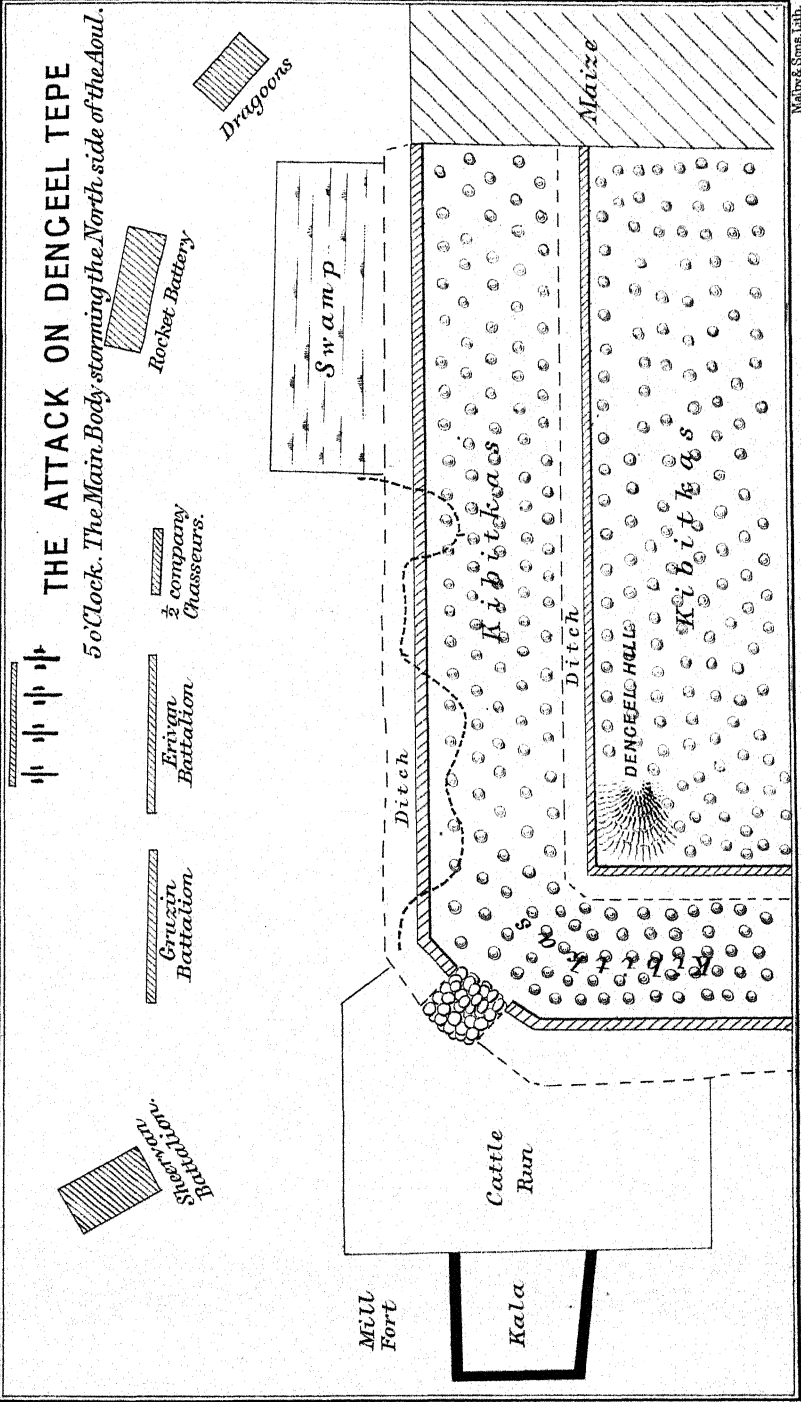 THE ATTACK ON DENGEEL TEPE
5 o'Clock. The Main Body storming the North side of the Aoul.
Dragoons
Rocket Battery
½ company
Chasseurs.
Erivan
Battalion
Gruzin
Battalion
Sheervan
Battalion.
Maize
Swamp
Ditch
Kibitkas
Ditch
DENGEEL HILL
Kibitkas
Kibitkas
Cattle
Run
Mill
Fort
Kala
Malby & Sons, Lith.